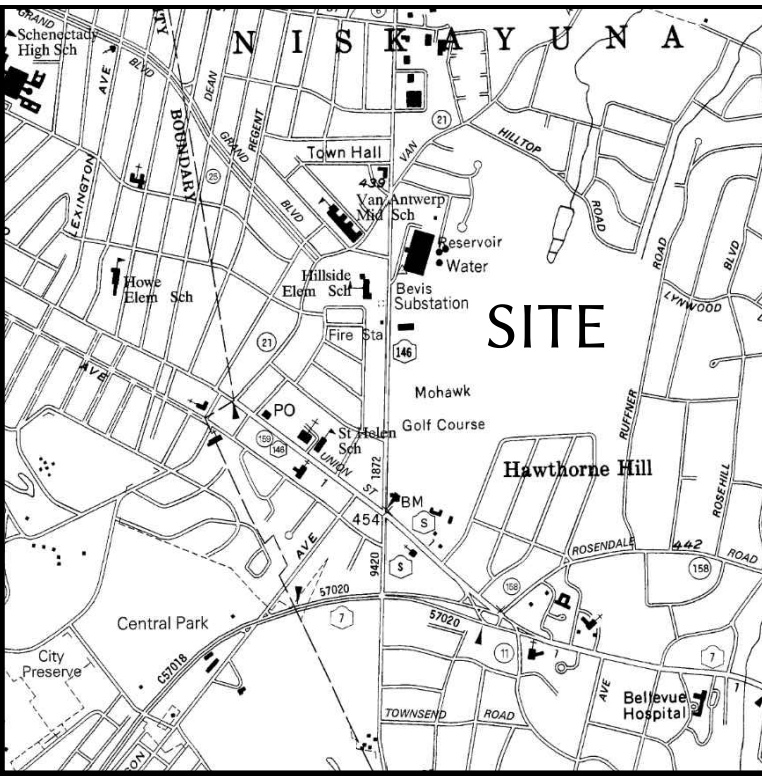 GRAND
BLVD
Schenectady
High Sch
ITY
NISKAYUNA
AVE
DEAN
BOUNDARY
REGENT
GRAND
BLVD
21
HILLTOP
ROAD
VAN
Town Hall
439
Van Antwerp
Mid Sch
25
LEXINGTON
Reservoir
Water
ROAD
BLVD
Howe
Elem Sch
Hillside
Elem Sch
Bevis
Substation
LYNWOOD
SITE
Fire Sta
21
146
AVE
Mohawk
Golf Course
PO
RUFFNER
159
146
St Helen
Sch
UNION
ST
1872
Hawthorne Hill
ROSEHILL
BM
454
S
S
AVE
9420
ROSENDALE
442
ROAD
158
158
57020
7
57020
Central Park
11
7
City
Preserve
C57018
AVE
Bellevue
Hospital
TOWNSEND ROAD
SON